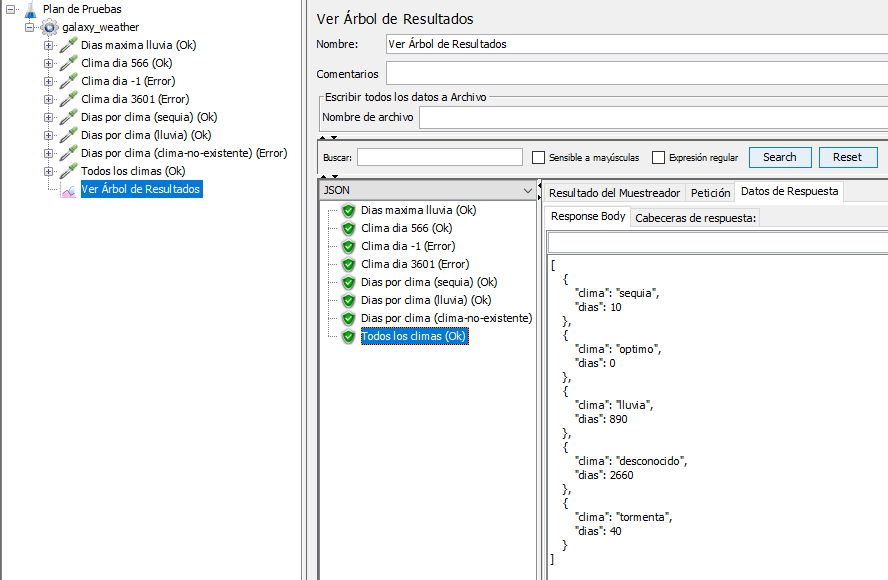 Plan de Pruebas
galaxy_weather
Dias maxima lluvia (Ok)
Clima dia 566 (Ok)
Clima dia -1 (Error)
Clima dia 3601 (Error)
Dias por clima (sequia) (Ok)
Dias por clima (lluvia) (Ok)
Dias por clima (clima-no-existente) (Error)
Todos los climas (Ok)
Ver Árbol de Resultados
Ver Árbol de Resultados
Nombre: Ver Árbol de Resultados
Comentarios
Escribir todos los datos a Archivo
Nombre de archivo
Buscar: Sensible a mayúsculas Expresión regular Search Reset
JSON
Dias maxima lluvia (Ok)
Clima dia 566 (Ok)
Clima dia -1 (Error)
Clima dia 3601 (Error)
Dias por clima (sequia) (Ok)
Dias por clima (lluvia) (Ok)
Dias por clima (clima-no-existente)
Todos los climas (Ok)
Resultado del Muestreador Petición Datos de Respuesta
Response Body Cabeceras de respuesta:
[
{
"clima": "sequia",
"dias": 10
},
{
"clima": "optimo",
"dias": 0
},
{
"clima": "lluvia",
"dias": 890
},
{
"clima": "desconocido",
"dias": 2660
},
{
"clima": "tormenta",
"dias": 40
}
]